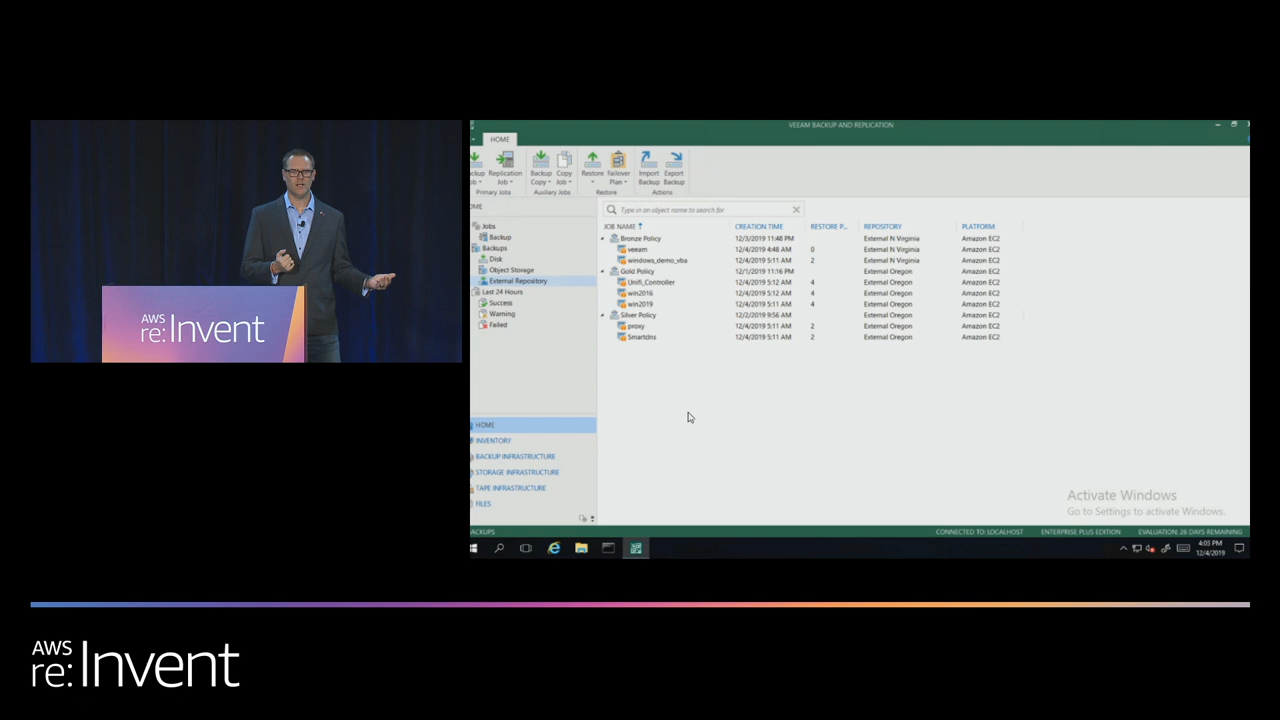 AWS
re:Invent
VEEAM BACKUP AND REPLICATION
HOME
Replication Job
Backup Copy
Copy Job
Restore
Failover Plan
Import Backup
Export Backup
Primary Jobs
Auxiliary Jobs
Restore
Actions
Type in an object name to search for
Jobs
Backup
Backups
Disk
Object Storage
External Repository
Last 24 Hours
Success
Warning
Failed
JOB NAME CREATION TIME RESTORE P... REPOSITORY PLATFORM
Bronze Policy 12/3/2019 11:48 PM External N Virginia Amazon EC2
veeam 12/4/2019 4:48 AM 0 External N Virginia Amazon EC2
windows_demo_vba 12/4/2019 5:11 AM 2 External N Virginia Amazon EC2
Gold Policy 12/1/2019 11:16 PM External Oregon Amazon EC2
Unifi_Controller 12/4/2019 5:12 AM 4 External Oregon Amazon EC2
win2016 12/4/2019 5:12 AM 4 External Oregon Amazon EC2
win2019 12/4/2019 5:11 AM 4 External Oregon Amazon EC2
Silver Policy 12/2/2019 9:56 AM External Oregon Amazon EC2
proxy 12/4/2019 5:11 AM 2 External Oregon Amazon EC2
Smartdns 12/4/2019 5:11 AM 2 External Oregon Amazon EC2
HOME
INVENTORY
BACKUP INFRASTRUCTURE
STORAGE INFRASTRUCTURE
TAPE INFRASTRUCTURE
FILES
Activate Windows
Go to Settings to activate Windows.
CONNECTED TO: LOCALHOST ENTERPRISE PLUS EDITION EVALUATION: 26 DAYS REMAINING
4:03 PM
12/4/2019
AWS
re:Invent